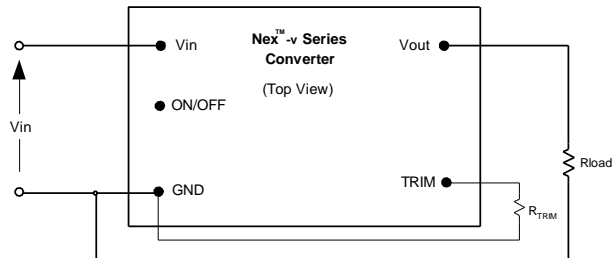 Nex™-v Series
Converter
(Top View)
Vin
Vout
ON/OFF
Vin
Rload
TRIM
GND
RTRIM